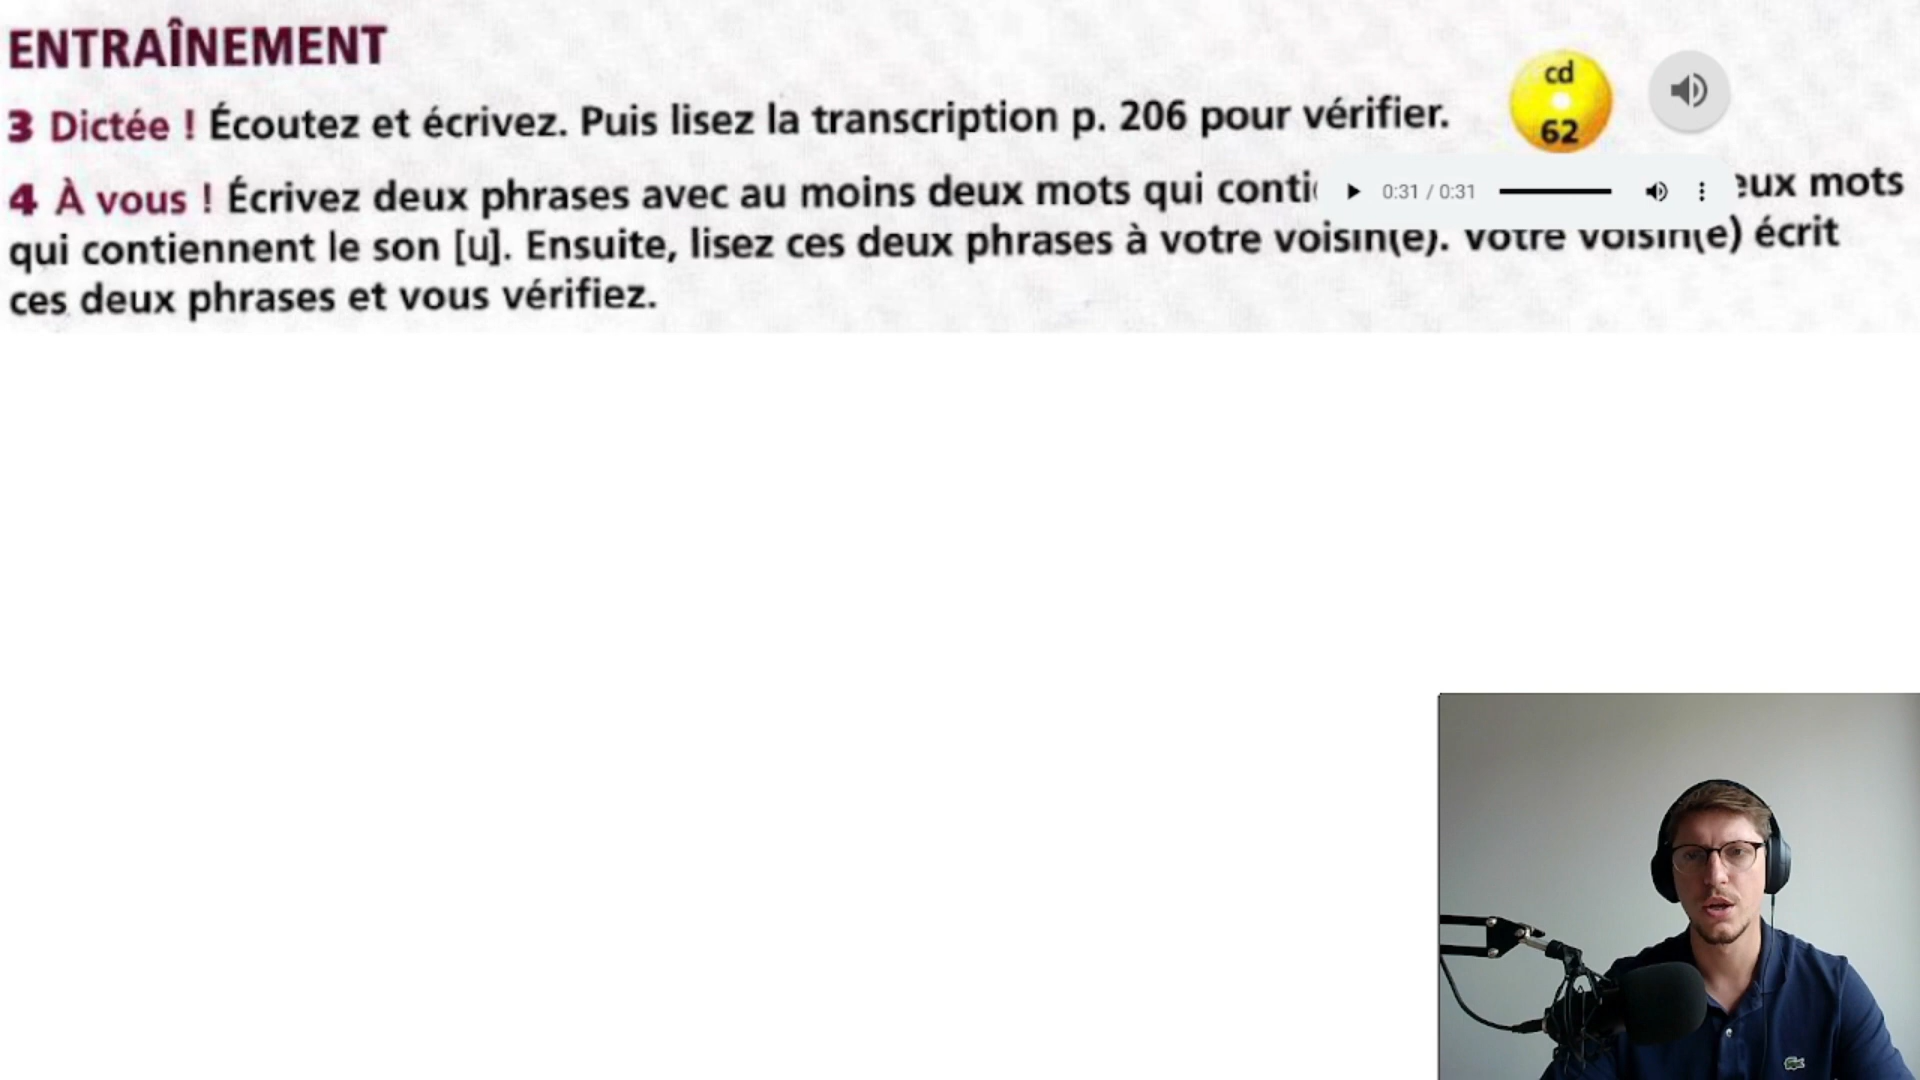 ENTRAÎNEMENT
cd
62
3 Dictée ! Écoutez et écrivez. Puis lisez la transcription p. 206 pour vérifier.
4 À vous ! Écrivez deux phrases avec au moins deux mots qui mots
0:31 / 0:31
qui contiennent le son [u]. Ensuite, lisez ces deux phrases à votre voisin(e). Votre voisin(e) écrit
ces deux phrases et vous vérifiez.